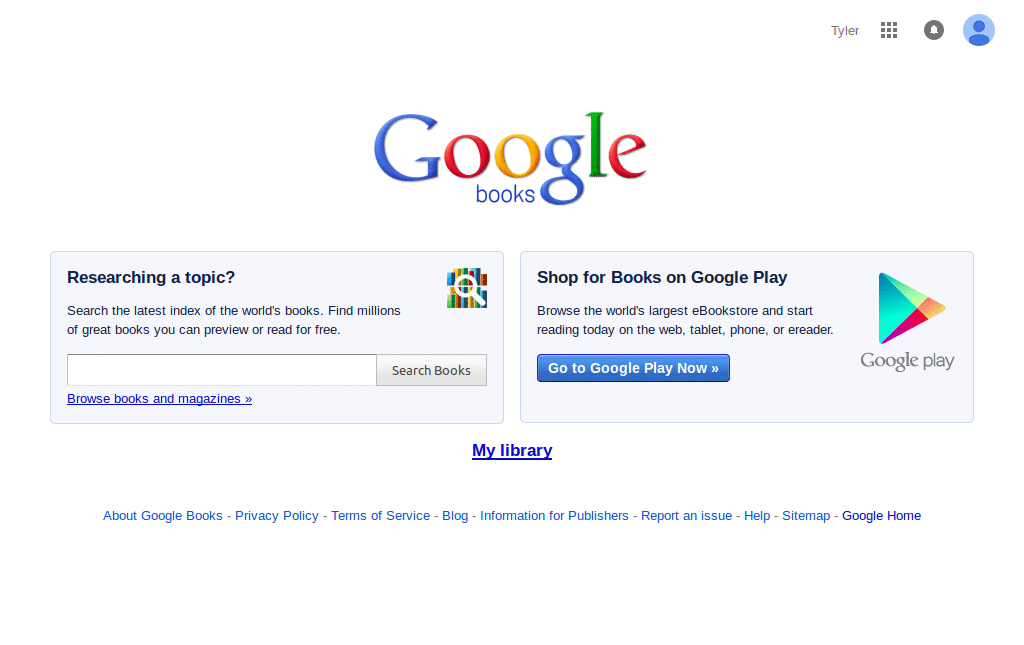 Tyler
Google
books
Researching a topic?
Search the latest index of the world's books. Find millions
of great books you can preview or read for free.
Search Books
Browse books and magazines »
Shop for Books on Google Play
Browse the world's largest eBookstore and start
reading today on the web, tablet, phone, or ereader.
Go to Google Play Now »
Google play
My library
About Google Books - Privacy Policy - Terms of Service - Blog - Information for Publishers - Report an issue - Help - Sitemap - Google Home